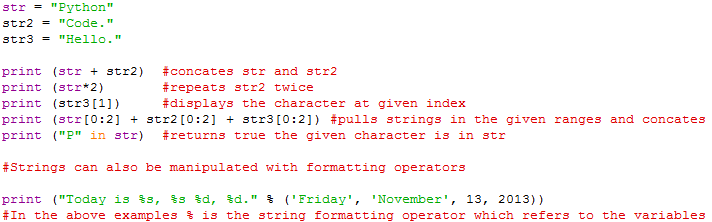 str = "Python"
str2 = "Code."
str3 = "Hello."
print (str + str2)  #concates str and str2
print (str*2)       #repeats str2 twice
print (str3[1])     #displays the character at given index
print (str[0:2] + str2[0:2] + str3[0:2]) #pulls strings in the given ranges and concates
print ("P" in str)  #returns true the given character is in str
#Strings can also be manipulated with formatting operators
print ("Today is %s, %s %d, %d." % ('Friday', 'November', 13, 2013))
#In the above examples % is the string formatting operator which refers to the variables